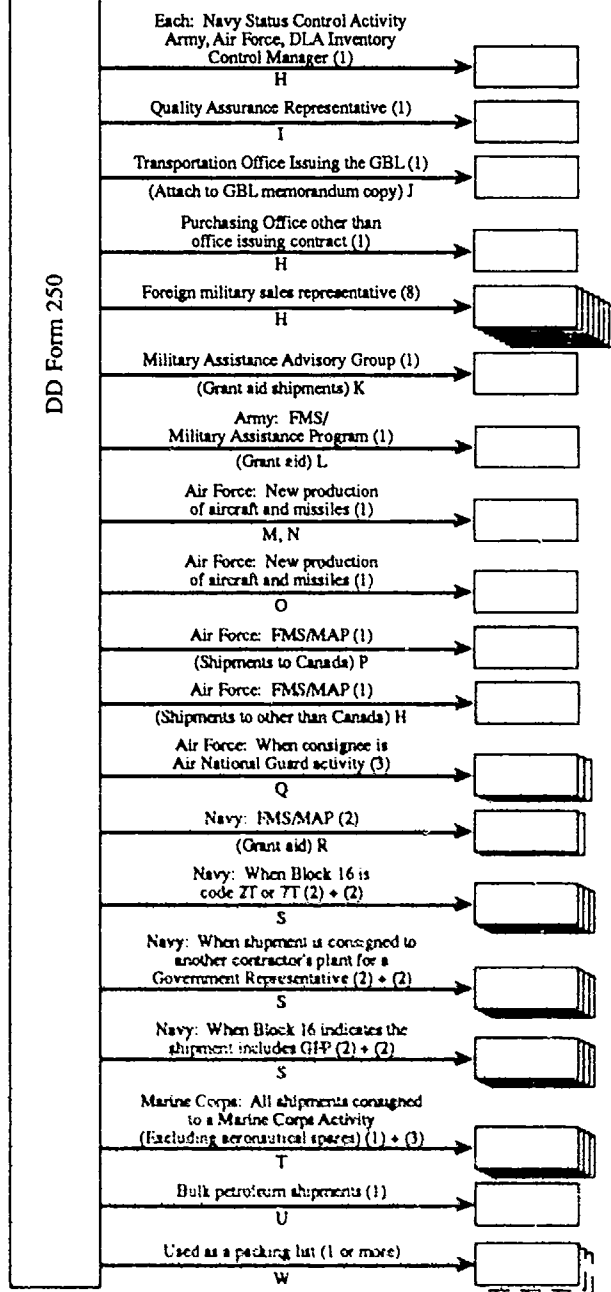 DD Form 250
Each: Navy Status Control Activity
Army, Air Force, DLA Inventory
Control Manager (1)
H
Quality Assurance Representative (1)
I
Transportation Office Issuing the GBL (1)
(Attach to GBL memorandum copy) J
Purchasing Office other than
office issuing contract (1)
H
Foreign military sales representative (8)
H
Military Assistance Advisory Group (1)
(Grant aid shipments) K
Army: FMS/
Military Assistance Program (1)
(Grant aid) L
Air Force: New production
of aircraft and missiles (1)
M, N
Air Force: New production
of aircraft and missiles (1)
O
Air Force: FMS/MAP (1)
(Shipments to Canada) P
Air Force: FMS/MAP (1)
(Shipments to other than Canada) H
Air Force: When consignee is
Air National Guard activity (3)
Q
Navy: FMS/MAP (2)
(Grant aid) R
Navy: When Block 16 is
code 2T or 7T (2) + (2)
S
Navy: When shipment is consigned to
another contractor's plant for a
Government Representative (2) + (2)
S
Navy: When Block 16 indicates the
shipment includes GFP (2) + (2)
S
Marine Corps: All shipments consigned
to a Marine Corps Activity
(Excluding aeronautical spares) (1) + (3)
T
Bulk petroleum shipments (1)
U
Used as a packing list (1 or more)
W